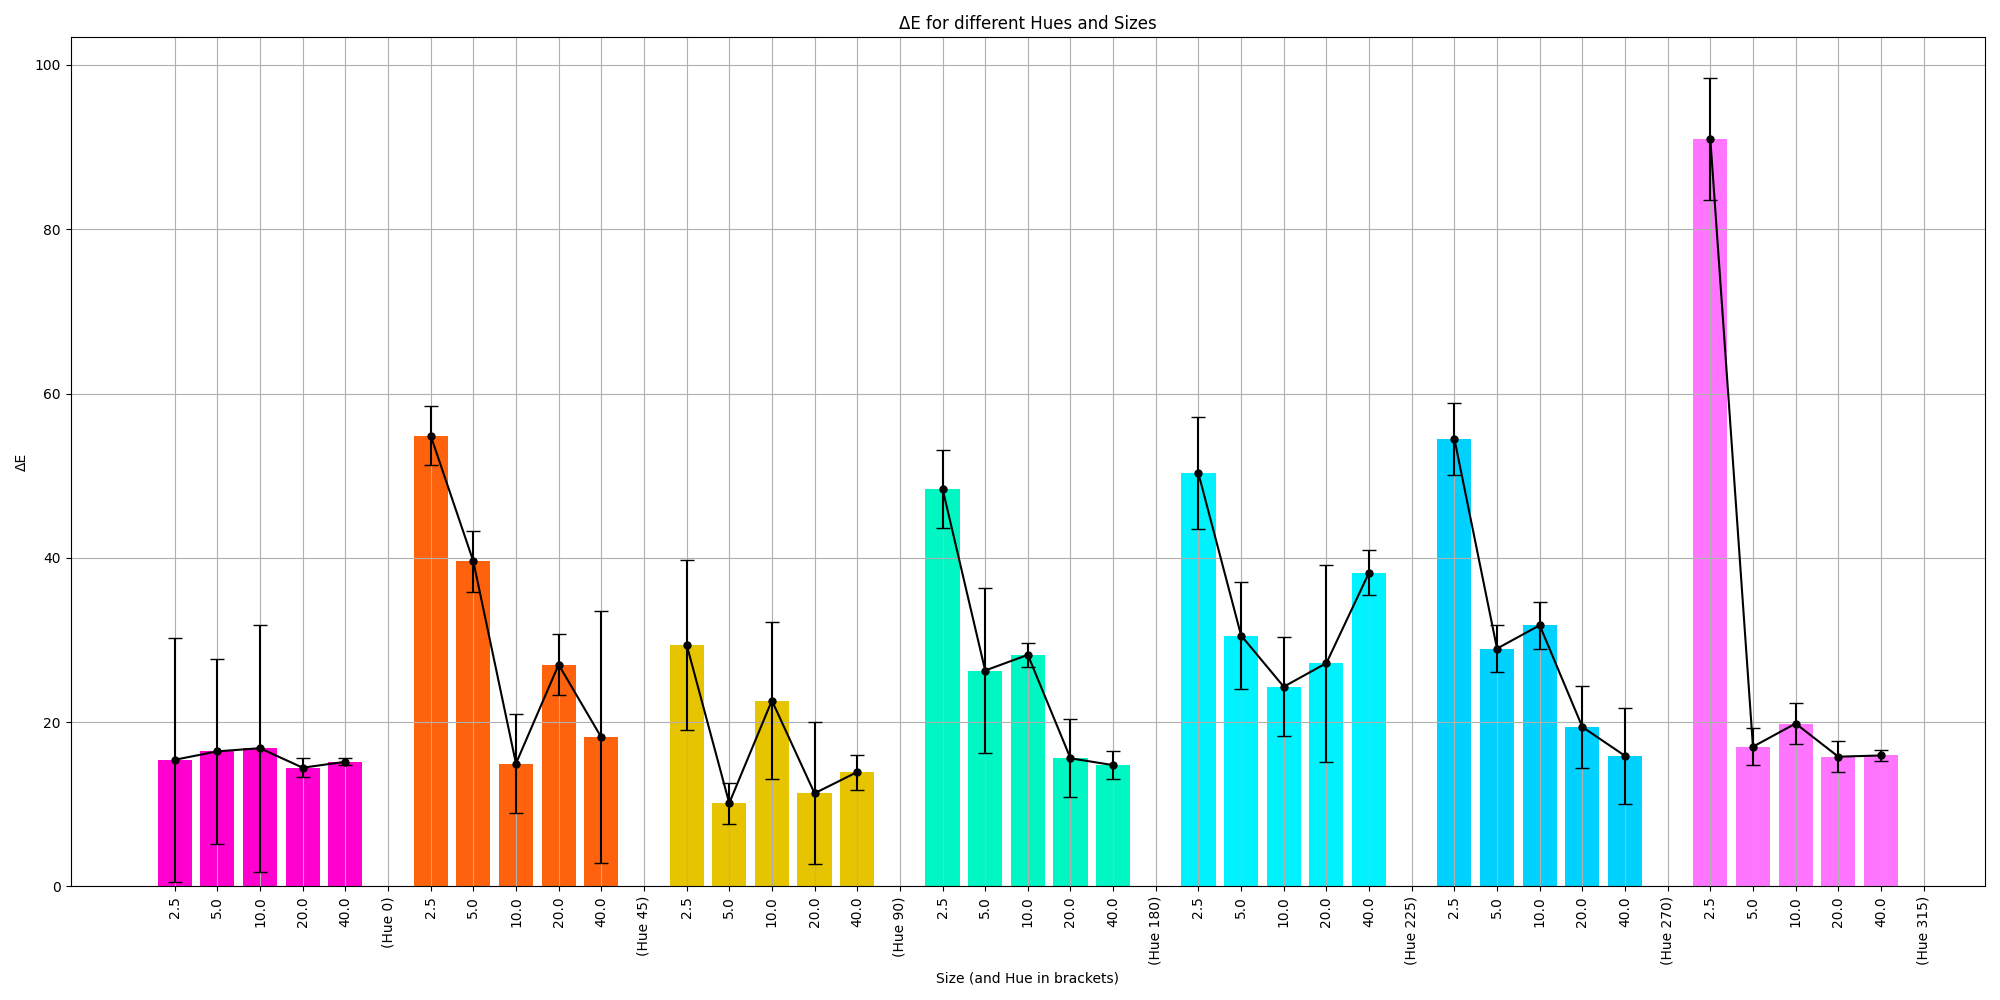 ΔE for different Hues and Sizes
ΔE
100
80
60
40
20
0
2.5 5.0 10.0 20.0 40.0 (Hue 0) 2.5 5.0 10.0 20.0 40.0 (Hue 45) 2.5 5.0 10.0 20.0 40.0 (Hue 90) 2.5 5.0 10.0 20.0 40.0 (Hue 180) 2.5 5.0 10.0 20.0 40.0 (Hue 225) 2.5 5.0 10.0 20.0 40.0 (Hue 270) 2.5 5.0 10.0 20.0 40.0 (Hue 315)
Size (and Hue in brackets)